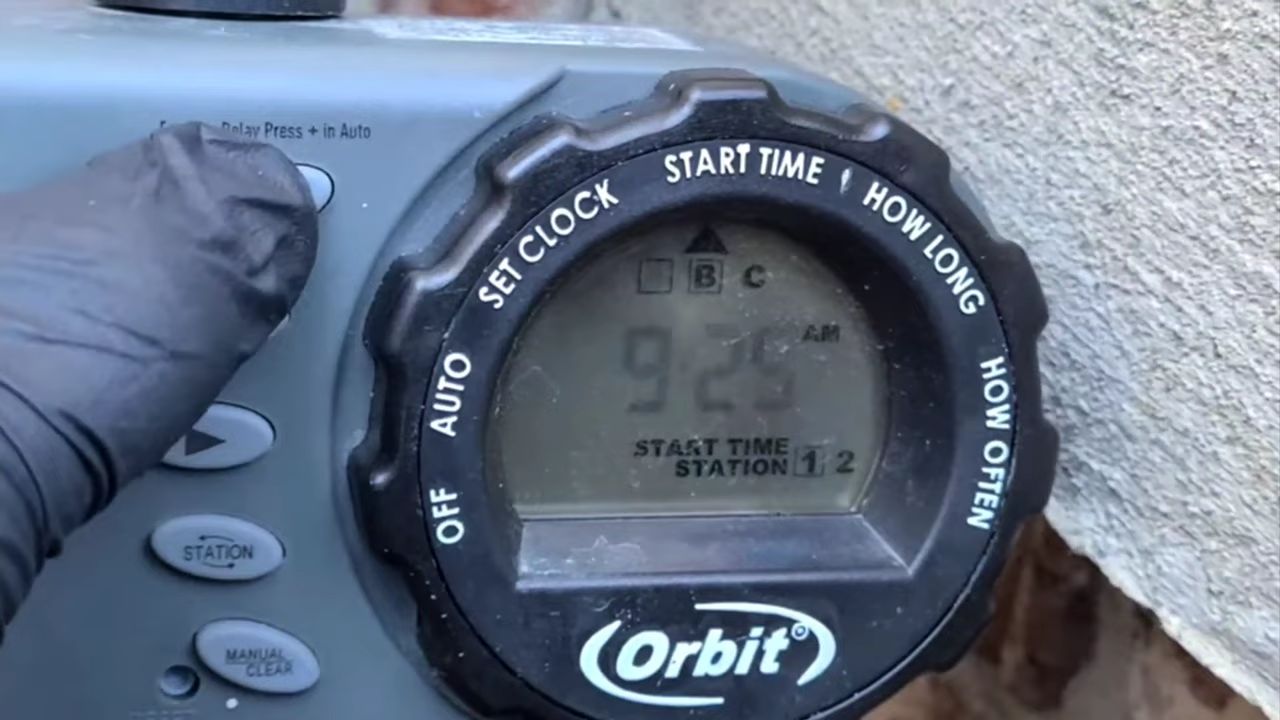 Delay Press + in Auto
START TIME
SET CLOCK
HOW LONG
B C
9:25 AM
AUTO
HOW OFTEN
START TIME
STATION 1 2
OFF
STATION
Orbit®
MANUAL
CLEAR